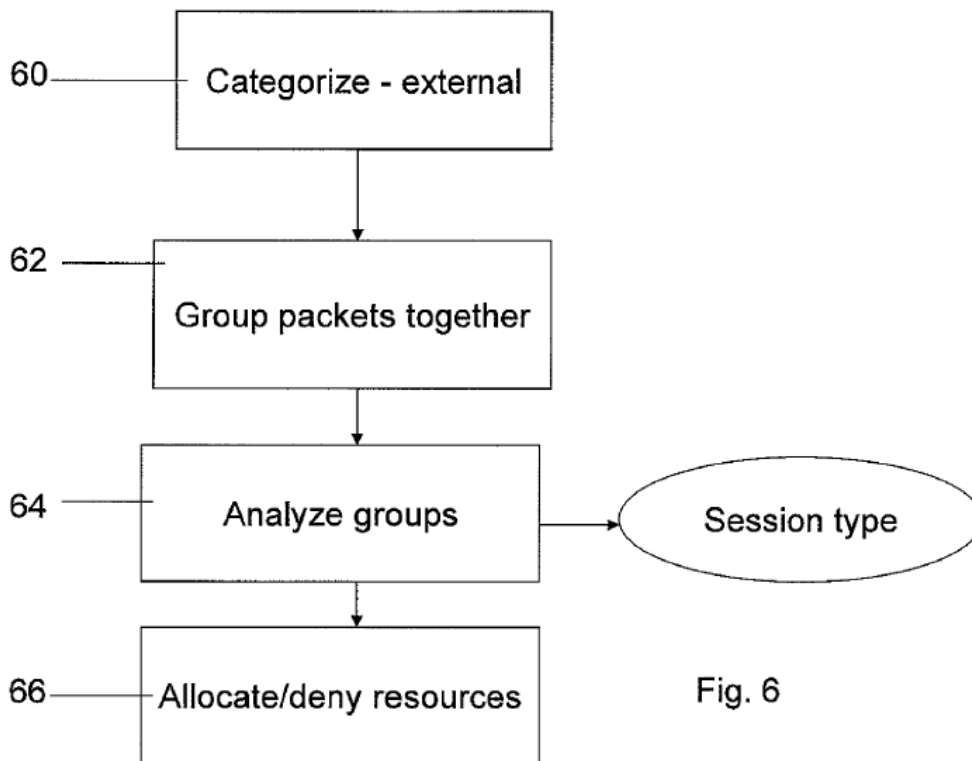 60
Categorize - external
62
Group packets together
64
Analyze groups
Session type
66
Allocate/deny resources
Fig. 6